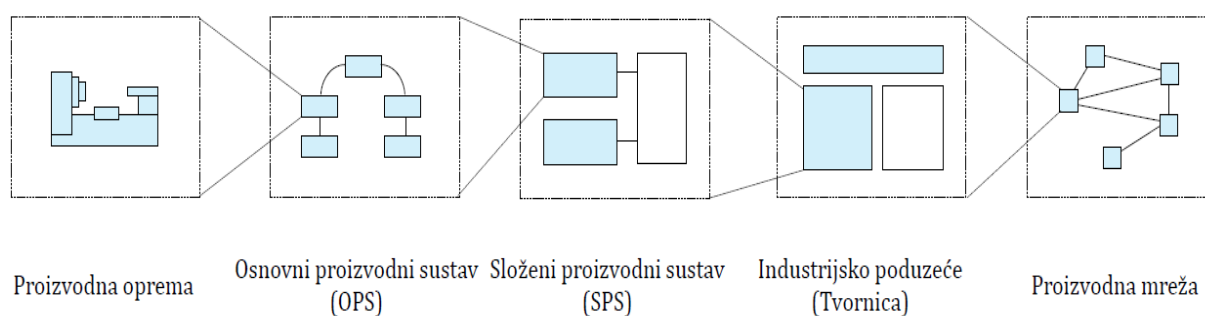 Proizvodna oprema
Osnovni proizvodni sustav
(OPS)
Složeni proizvodni sustav
(SPS)
Industrijsko poduzeće
(Tvornica)
Proizvodna mreža